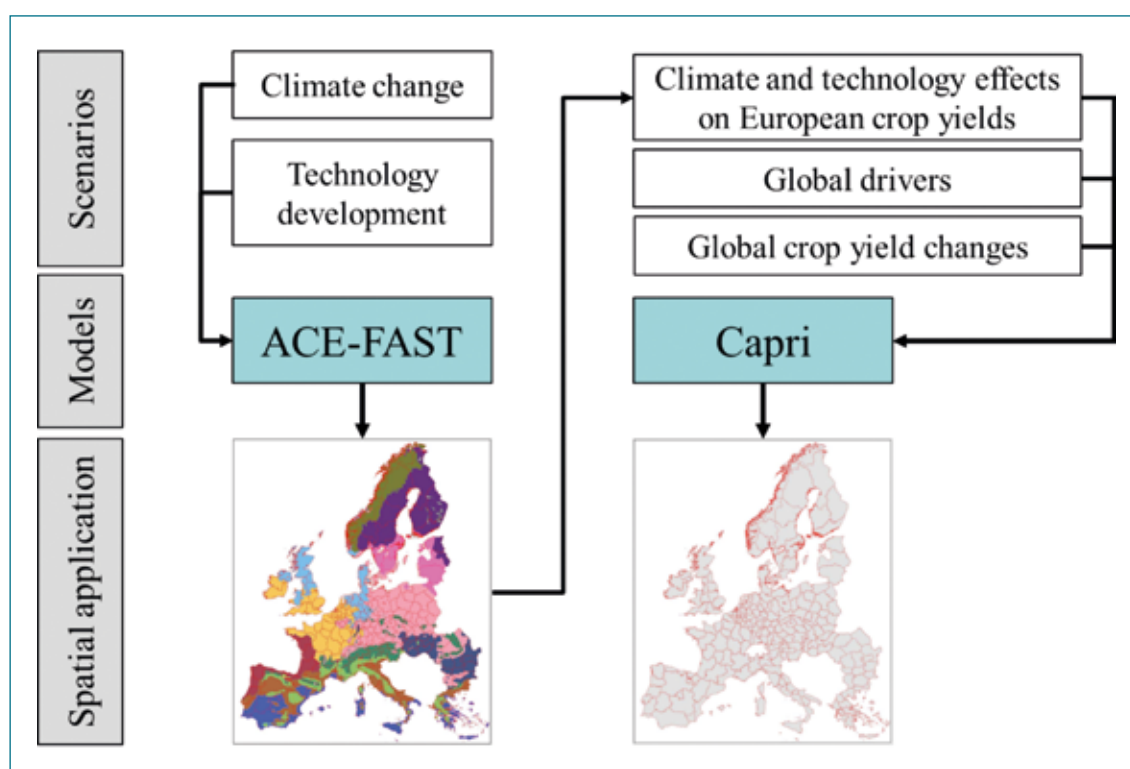 Scenarios
Climate change
Technology
development
Climate and technology effects
on European crop yields
Global drivers
Global crop yield changes
Models
ACE-FAST
Capri
Spatial application